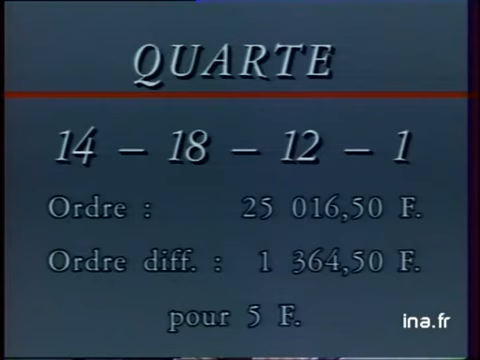 QUARTE
14 – 18 – 12 – 1
Ordre : 25 016,50 F.
Ordre diff. : 1 364,50 F.
pour 5 F.
ina.fr